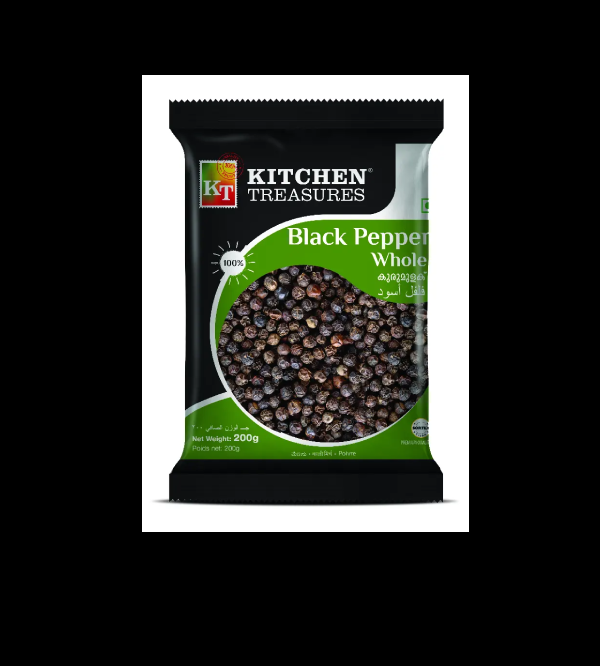 KT
KITCHEN®
TREASURES
Black Pepper
Whole
കുരുമുളക്
فلفل أسود
100%
Net Weight: 200g
Poids net: 200g
Poivre